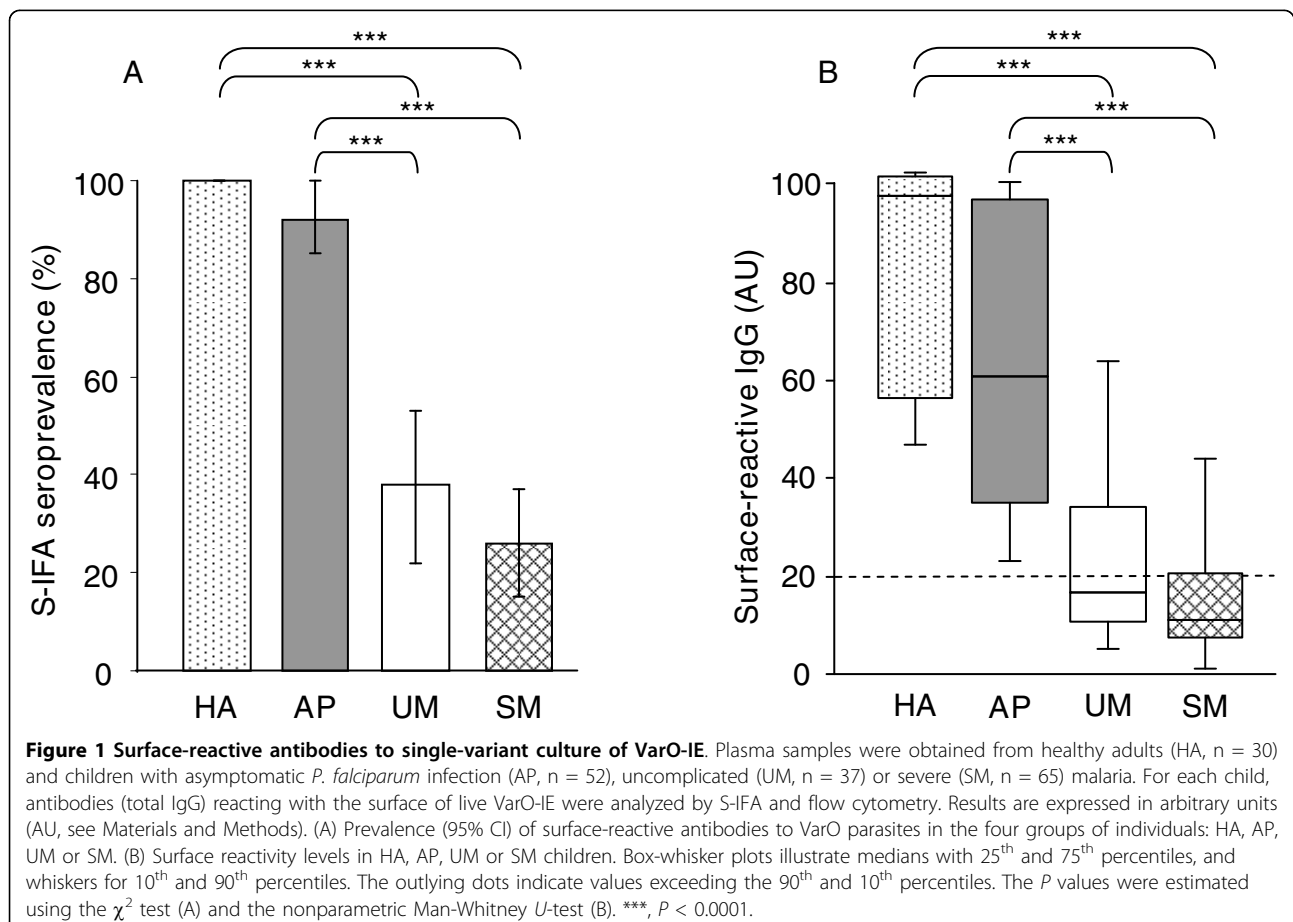 A
***
***
***
***
S-IFA seroprevalence (%)
100
80
60
40
20
0
HA AP UM SM
B
***
***
***
***
Surface-reactive IgG (AU)
100
80
60
40
20
0
HA AP UM SM
Figure 1 Surface-reactive antibodies to single-variant culture of VarO-IE. Plasma samples were obtained from healthy adults (HA, n = 30)
and children with asymptomatic P. falciparum infection (AP, n = 52), uncomplicated (UM, n = 37) or severe (SM, n = 65) malaria. For each child,
antibodies (total IgG) reacting with the surface of live VarO-IE were analyzed by S-IFA and flow cytometry. Results are expressed in arbitrary units
(AU, see Materials and Methods). (A) Prevalence (95% CI) of surface-reactive antibodies to VarO parasites in the four groups of individuals: HA, AP,
UM or SM. (B) Surface reactivity levels in HA, AP, UM or SM children. Box-whisker plots illustrate medians with 25th and 75th percentiles, and
whiskers for 10th and 90th percentiles. The outlying dots indicate values exceeding the 90th and 10th percentiles. The P values were estimated
using the χ2 test (A) and the nonparametric Man-Whitney U-test (B). ***, P < 0.0001.